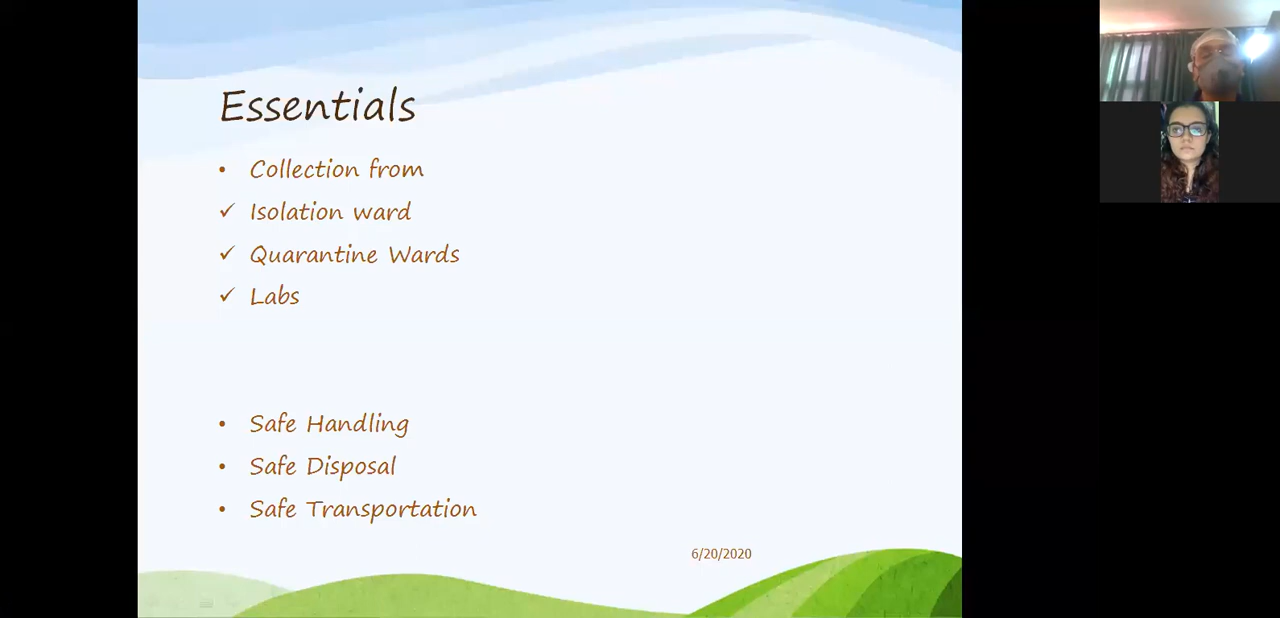 Essentials
• Collection from
✓ Isolation ward
✓ Quarantine Wards
✓ Labs
• Safe Handling
• Safe Disposal
• Safe Transportation
6/20/2020